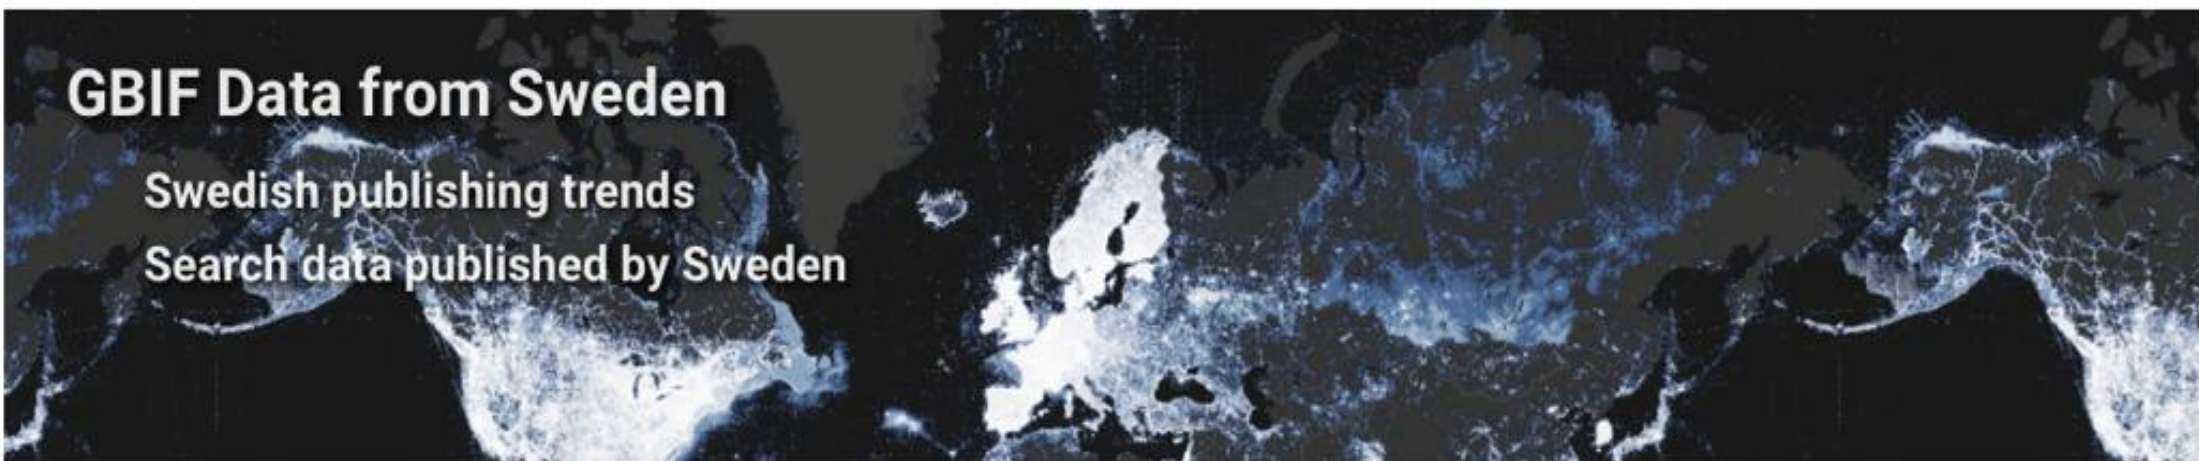 GBIF Data from Sweden
Swedish publishing trends
Search data published by Sweden